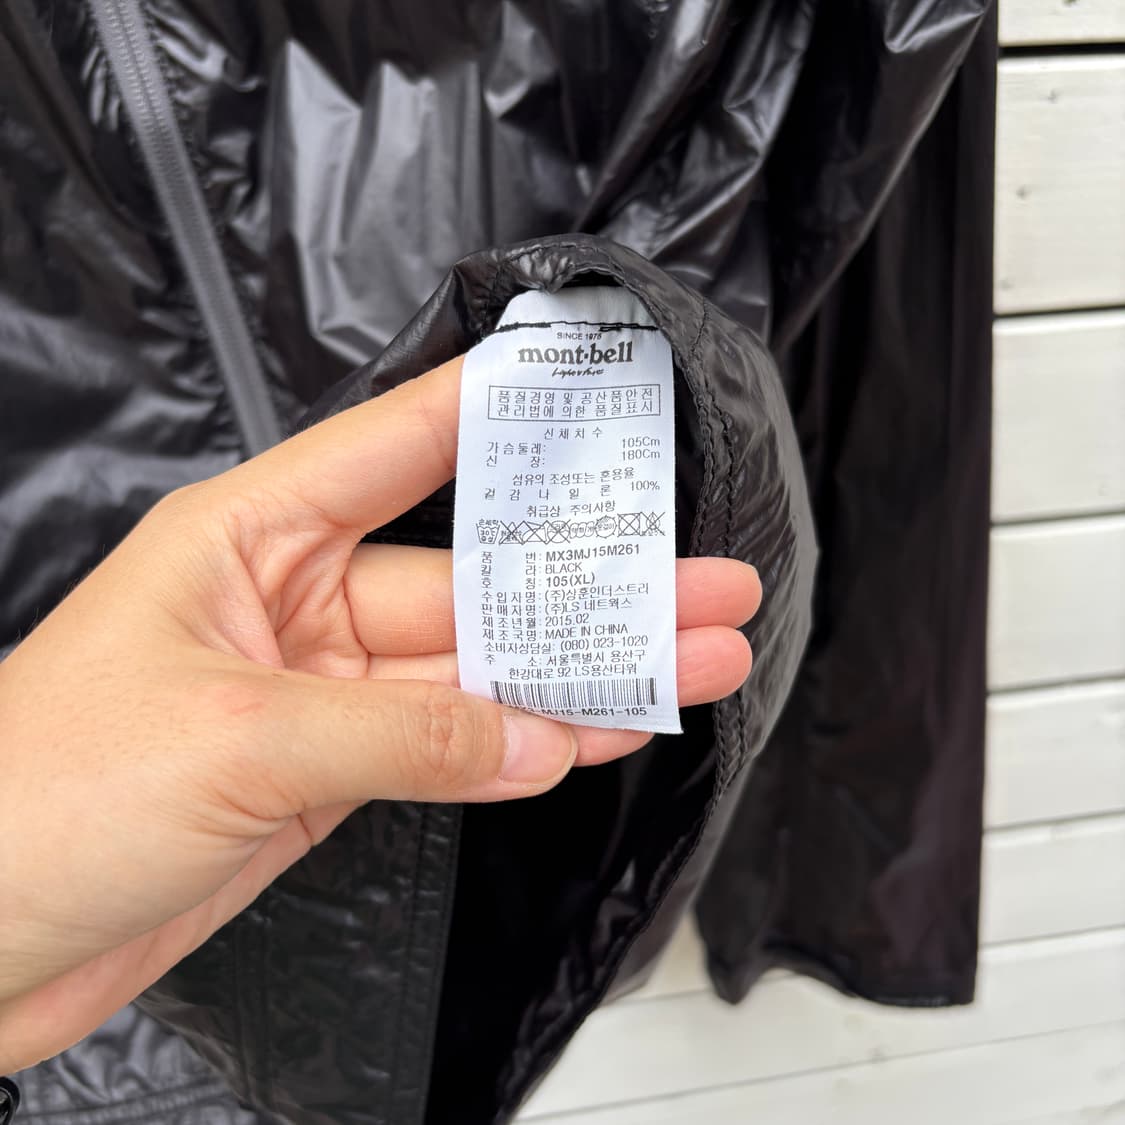 SINCE 1975
mont-bell
품질경영 및 공산품안전
관리법에 의한 품질표시
신체치수
가슴둘레: 105Cm
신 장: 180Cm
섬유의 조성또는 혼용율
겉감 나일론 100%
취급상 주의사항
품 번: MX3MJ15M261
칼 라: BLACK
호 칭: 105(XL)
수입자명: (주)상훈인더스트리
판매자명: (주)LS 네트웍스
제조년월: 2015.02
제조국명: MADE IN CHINA
소비자상담실: (080) 023-1020
주 소: 서울특별시 용산구
한강대로 92 LS용산타워
MJ15-M261-105